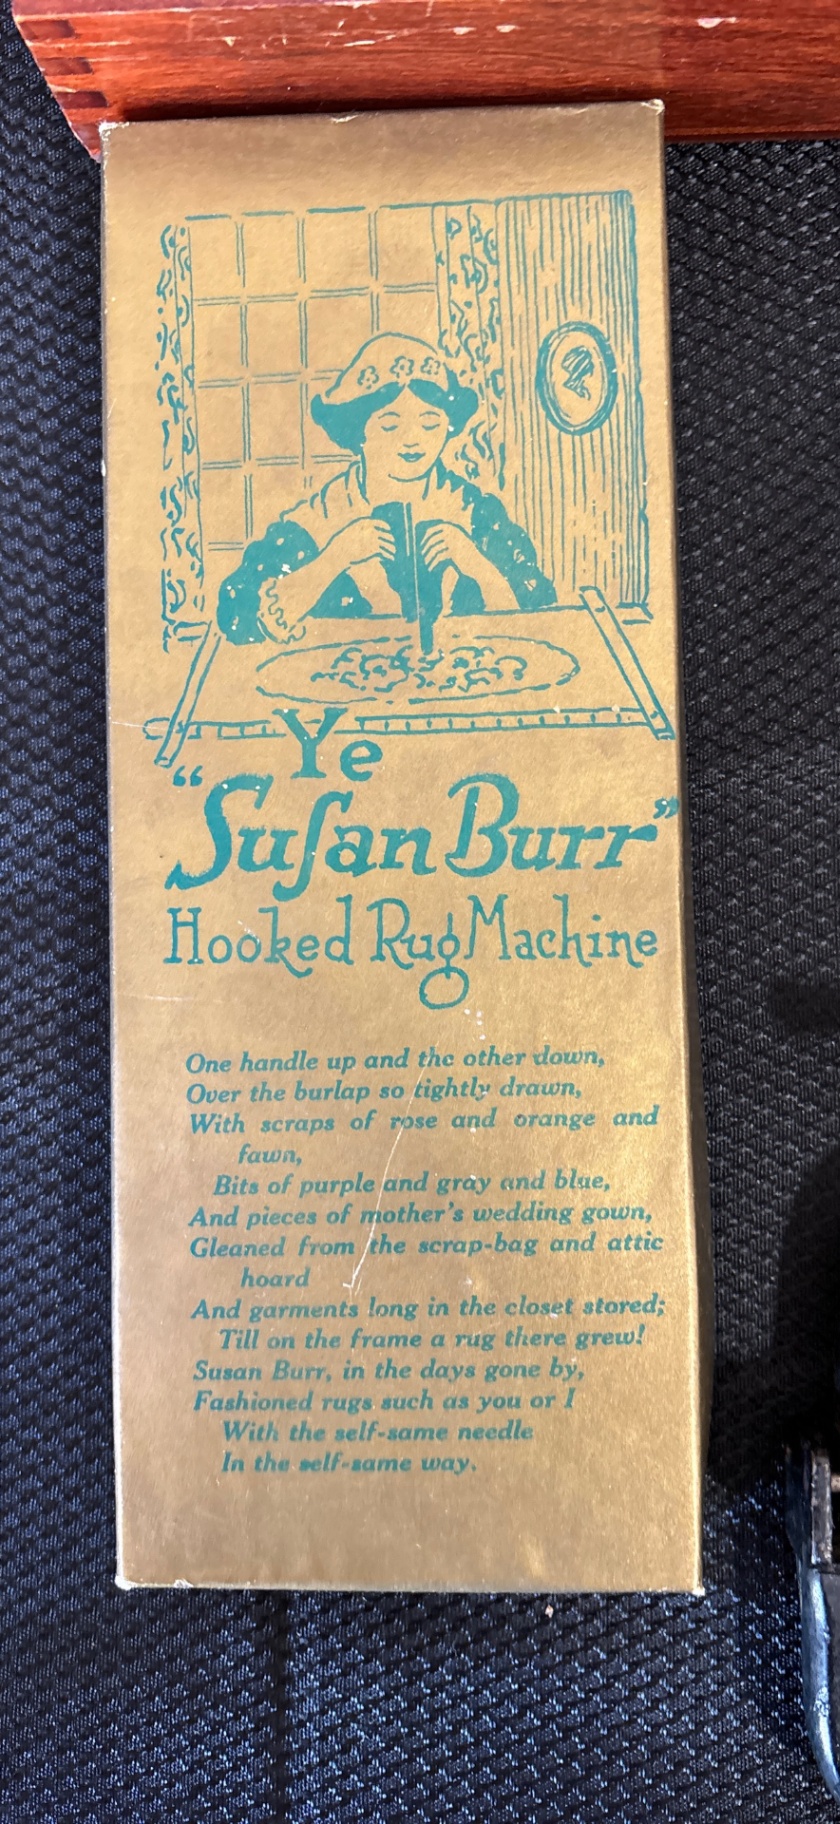 Ye
"Suſan Burr"
Hooked Rug Machine
One handle up and the other down,
Over the burlap so tightly drawn,
With scraps of rose and orange and
fawn,
Bits of purple and gray and blue,
And pieces of mother's wedding gown,
Gleaned from the scrap-bag and attic
hoard
And garments long in the closet stored;
Till on the frame a rug there grew!
Susan Burr, in the days gone by,
Fashioned rugs such as you or I
With the self-same needle
In the self-same way.